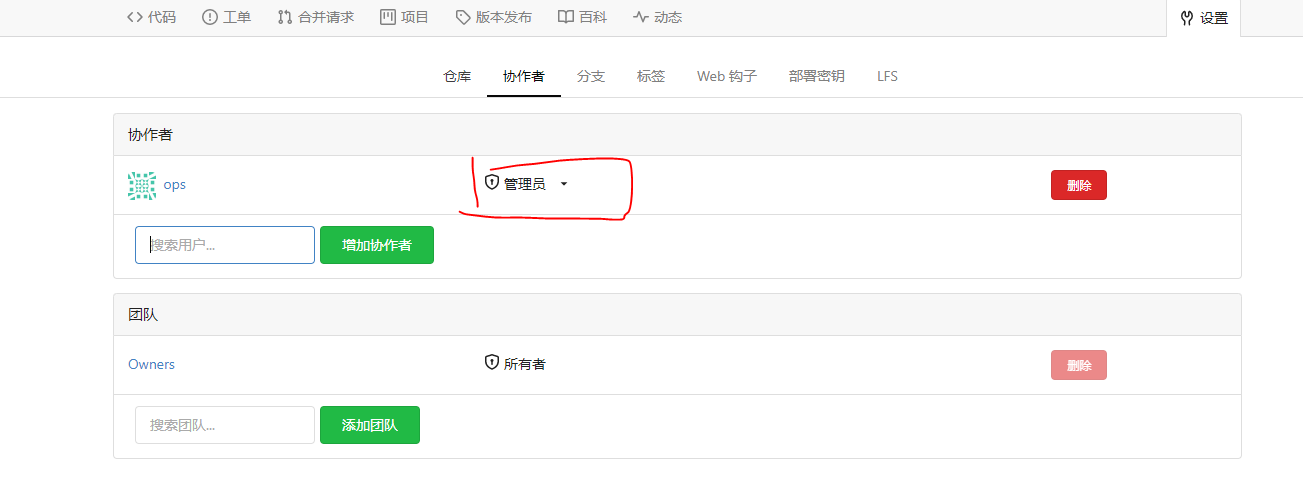 代码 工单 合并请求 项目 版本发布 百科 动态 设置
仓库 协作者 分支 标签 Web 钩子 部署密钥 LFS
协作者
ops 管理员 删除
搜索用户... 增加协作者
团队
Owners 所有者 删除
搜索团队... 添加团队